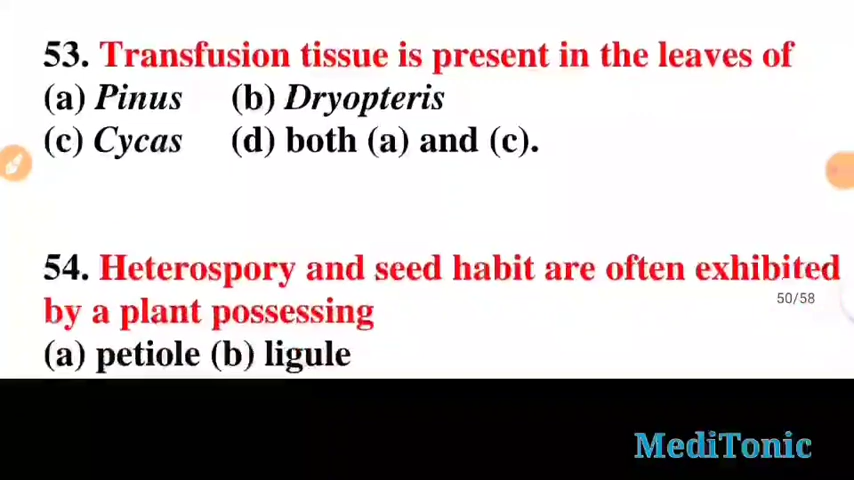 53. Transfusion tissue is present in the leaves of
(a) Pinus (b) Dryopteris
(c) Cycas (d) both (a) and (c).
54. Heterospory and seed habit are often exhibited
50/58
by a plant possessing
(a) petiole (b) ligule
MediTonic